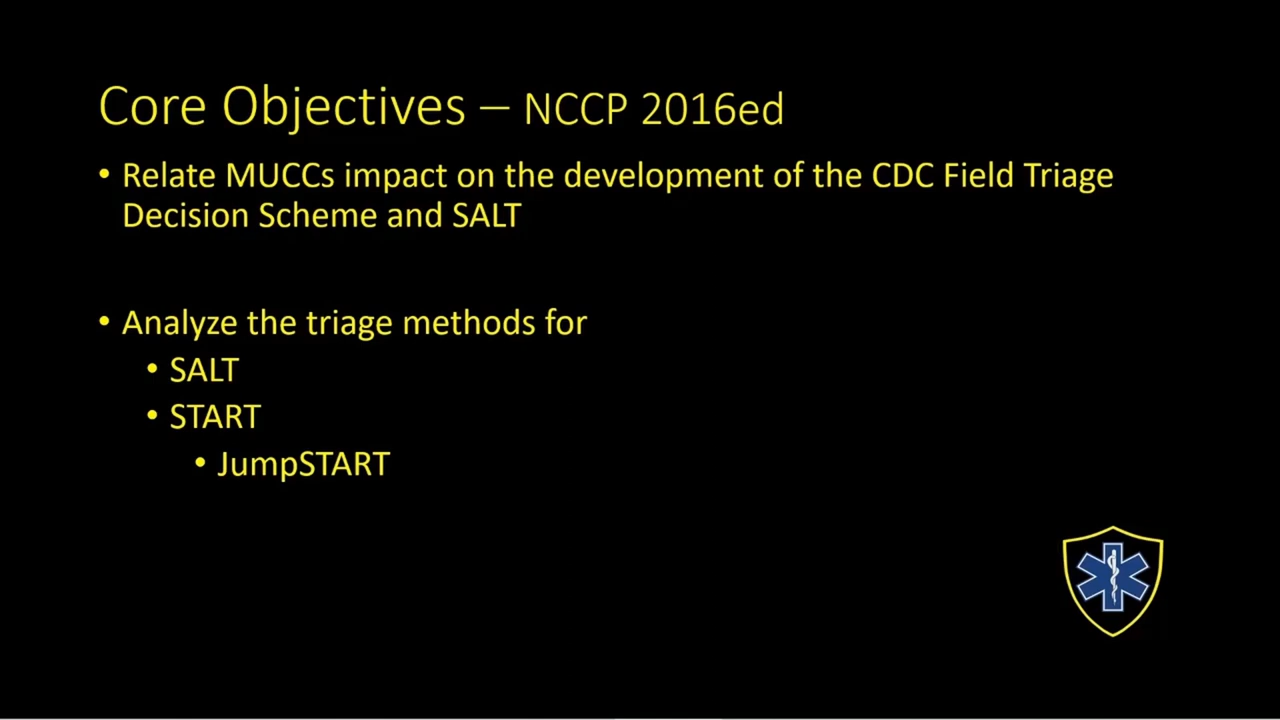 Core Objectives – NCCP 2016ed
• Relate MUCCs impact on the development of the CDC Field Triage
Decision Scheme and SALT
• Analyze the triage methods for
• SALT
• START
• JumpSTART